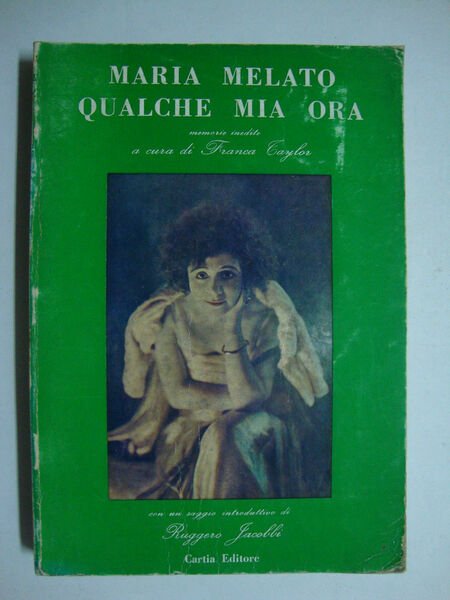 MARIA MELATO
QUALCHE MIA ORA
memorie inedite
a cura di Franca Taylor
con un saggio introduttivo di
Ruggero Jacobbi
Cartia Editore